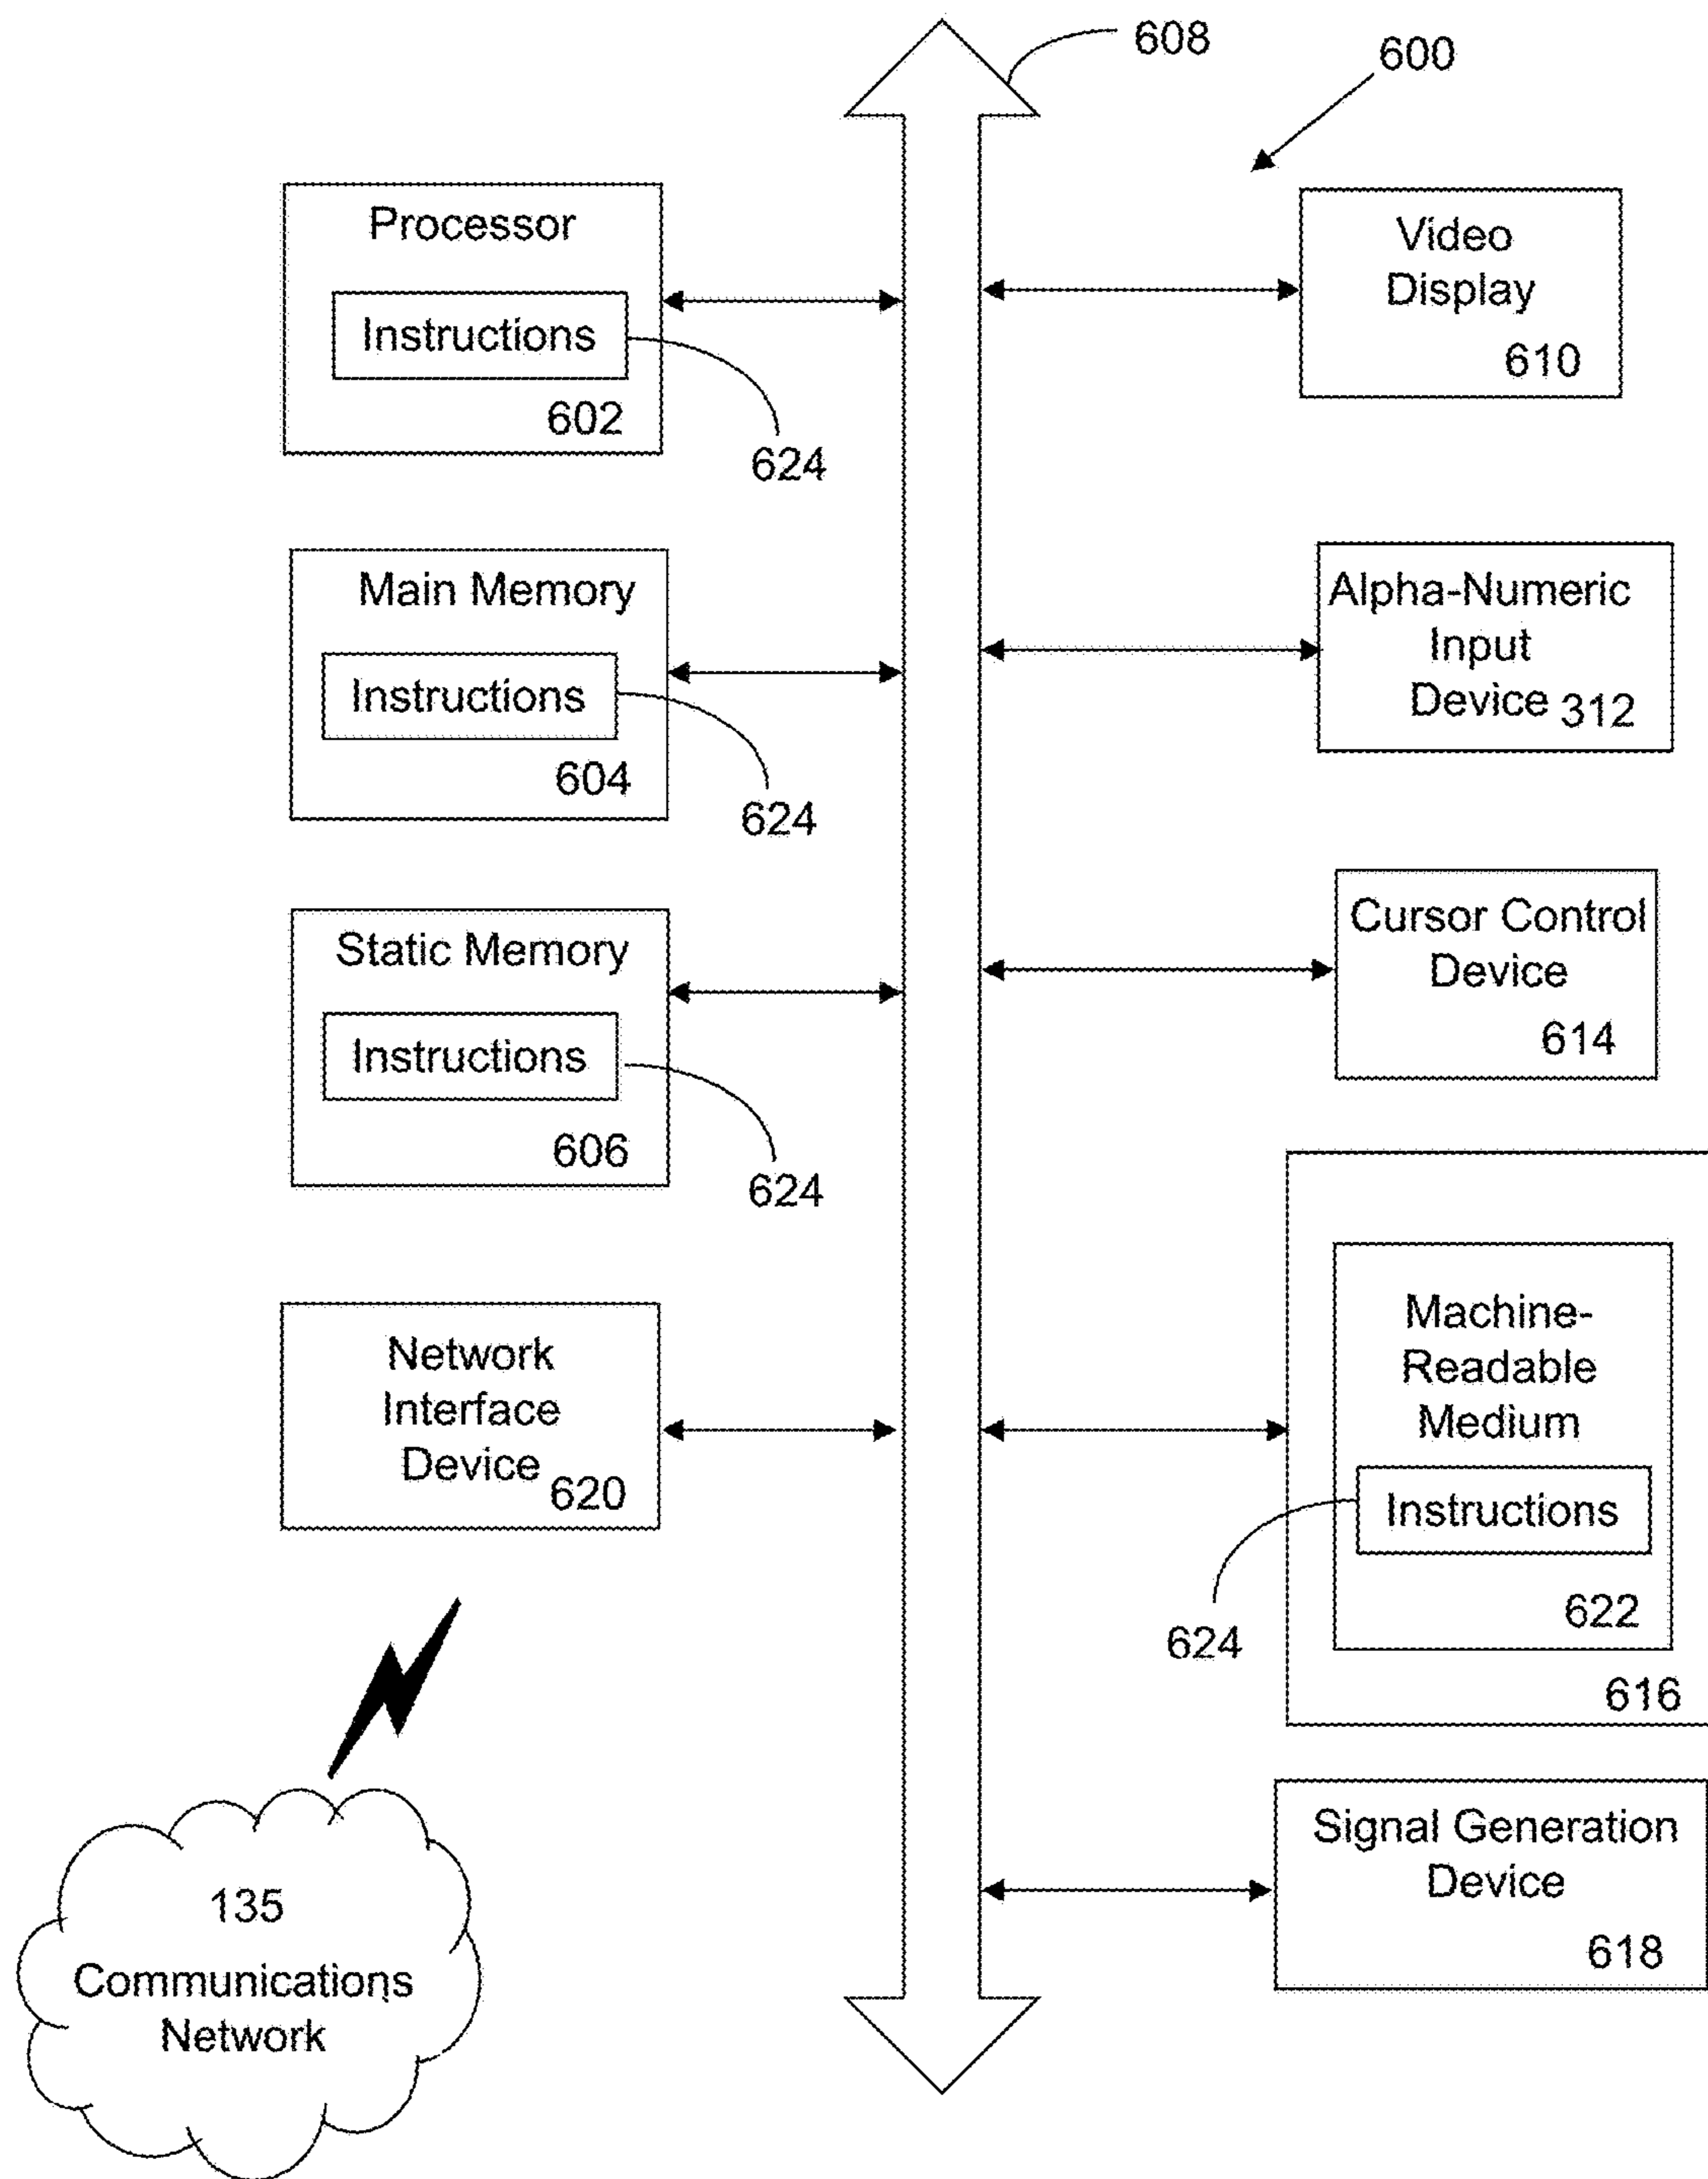 608
600
Processor
Instructions
602
624
Video
Display
610
Main Memory
Instructions
604
624
Alpha-Numeric
Input
Device 312
Static Memory
Instructions
606
624
Cursor Control
Device
614
Network
Interface
Device 620
Machine-
Readable
Medium
Instructions
622
624
616
Signal Generation
Device
618
135
Communications
Network